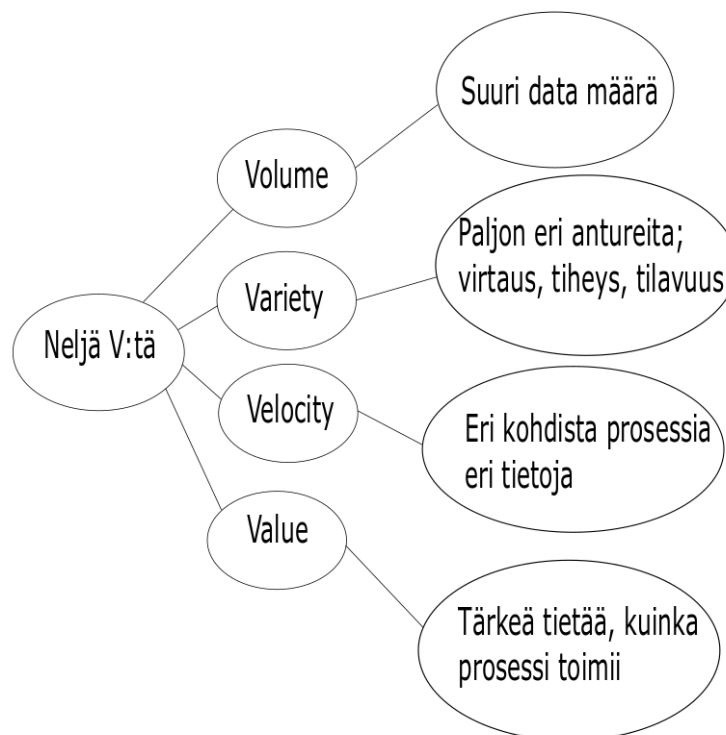 Neljä V:tä
Volume
Suuri data määrä
Variety
Paljon eri antureita;
virtaus, tiheys, tilavuus
Velocity
Eri kohdista prosessia
eri tietoja
Value
Tärkeä tietää, kuinka
prosessi toimii